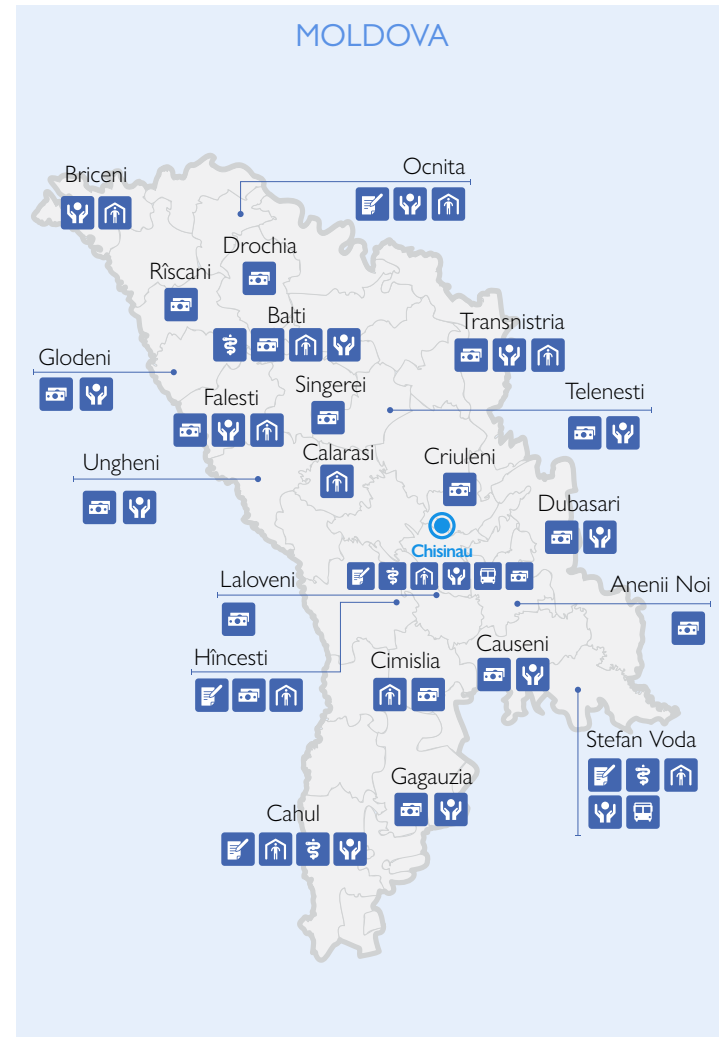 MOLDOVA
Briceni
Ocnita
Drochia
Rîscani
Balti
Transnistria
Glodeni
Falesti
Singerei
Telenesti
Ungheni
Calarasi
Criuleni
Dubasari
Chisinau
Laloveni
Anenii Noi
Hîncesti
Cimislia
Causeni
Stefan Voda
Gagauzia
Cahul